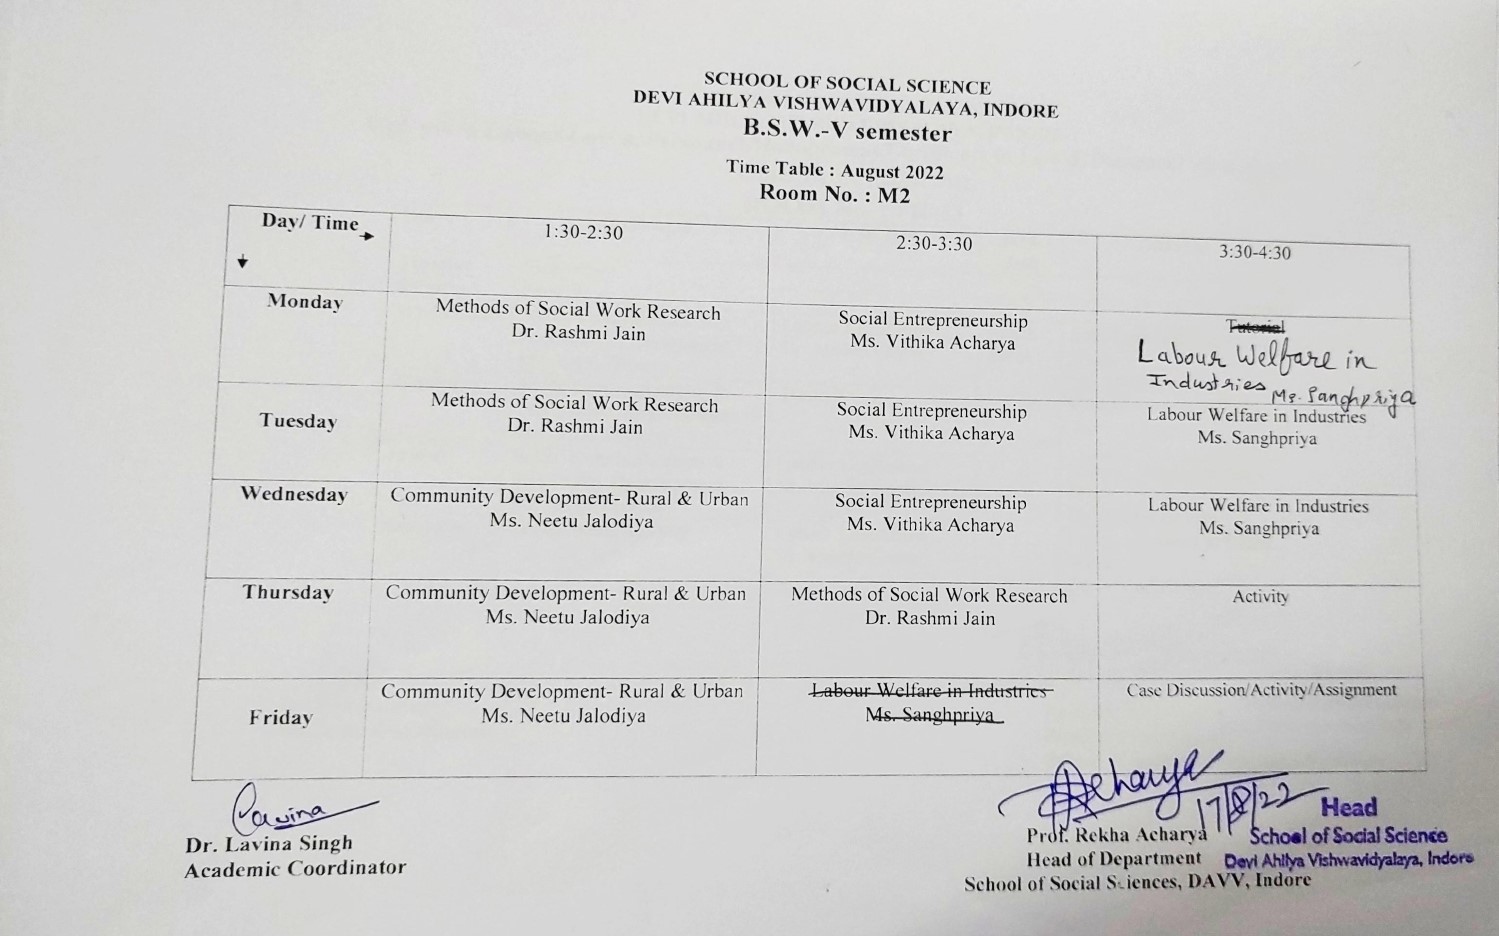 SCHOOL OF SOCIAL SCIENCE
DEVI AHILYA VISHWAVIDYALAYA, INDORE
B.S.W.-V semester
Time Table : August 2022
Room No. : M2
Day/ Time
1:30-2:30
2:30-3:30
3:30-4:30
Monday
Methods of Social Work Research
Dr. Rashmi Jain
Social Entrepreneurship
Ms. Vithika Acharya
Tutorial
Labour Welfare in
Industries Ms. Sanghpriya
Tuesday
Methods of Social Work Research
Dr. Rashmi Jain
Social Entrepreneurship
Ms. Vithika Acharya
Labour Welfare in Industries
Ms. Sanghpriya
Wednesday
Community Development- Rural & Urban
Ms. Neetu Jalodiya
Social Entrepreneurship
Ms. Vithika Acharya
Labour Welfare in Industries
Ms. Sanghpriya
Thursday
Community Development- Rural & Urban
Ms. Neetu Jalodiya
Methods of Social Work Research
Dr. Rashmi Jain
Activity
Friday
Community Development- Rural & Urban
Ms. Neetu Jalodiya
Labour Welfare in Industries
Ms. Sanghpriya
Case Discussion/Activity/Assignment
Lavina
Dr. Lavina Singh
Academic Coordinator
Acharya
17/8/22
Prof. Rekha Acharya
Head of Department
School of Social Sciences, DAVV, Indore
Head
School of Social Science
Devi Ahilya Vishwavidyalaya, Indore